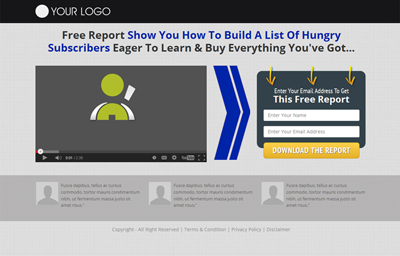 YOUR LOGO
Free Report Show You How To Build A List Of Hungry
Subscribers Eager To Learn & Buy Everything You've Got...
Enter Your Email Address To Get
This Free Report
Enter Your Name
Enter Your Email Address
DOWNLOAD THE REPORT
YouTube
Fusce dapibus, tellus ac cursus
commodo, tortor mauris condimentum
nibh, ut fermentum massa justo sit
amet risus"
Fusce dapibus, tellus ac cursus
commodo, tortor mauris condimentum
nibh, ut fermentum massa justo sit
amet risus"
Fusce dapibus, tellus ac cursus
commodo, tortor mauris condimentum
nibh, ut fermentum massa justo sit
amet risus"
Copyright - All Right Reserved | Terms & Condition | Privacy Policy | Disclaimer